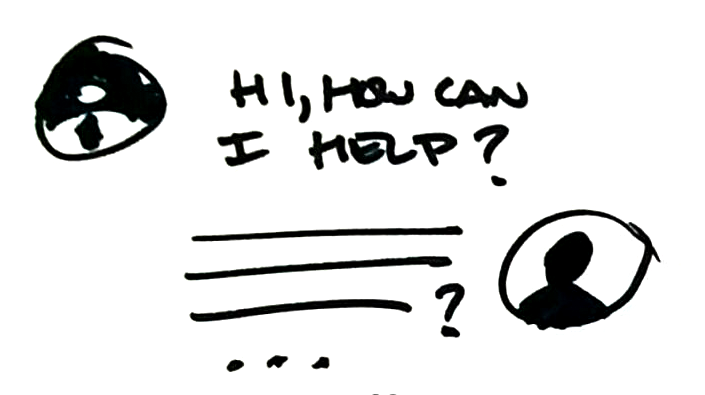 HI, HOW CAN
I HELP?
?
...